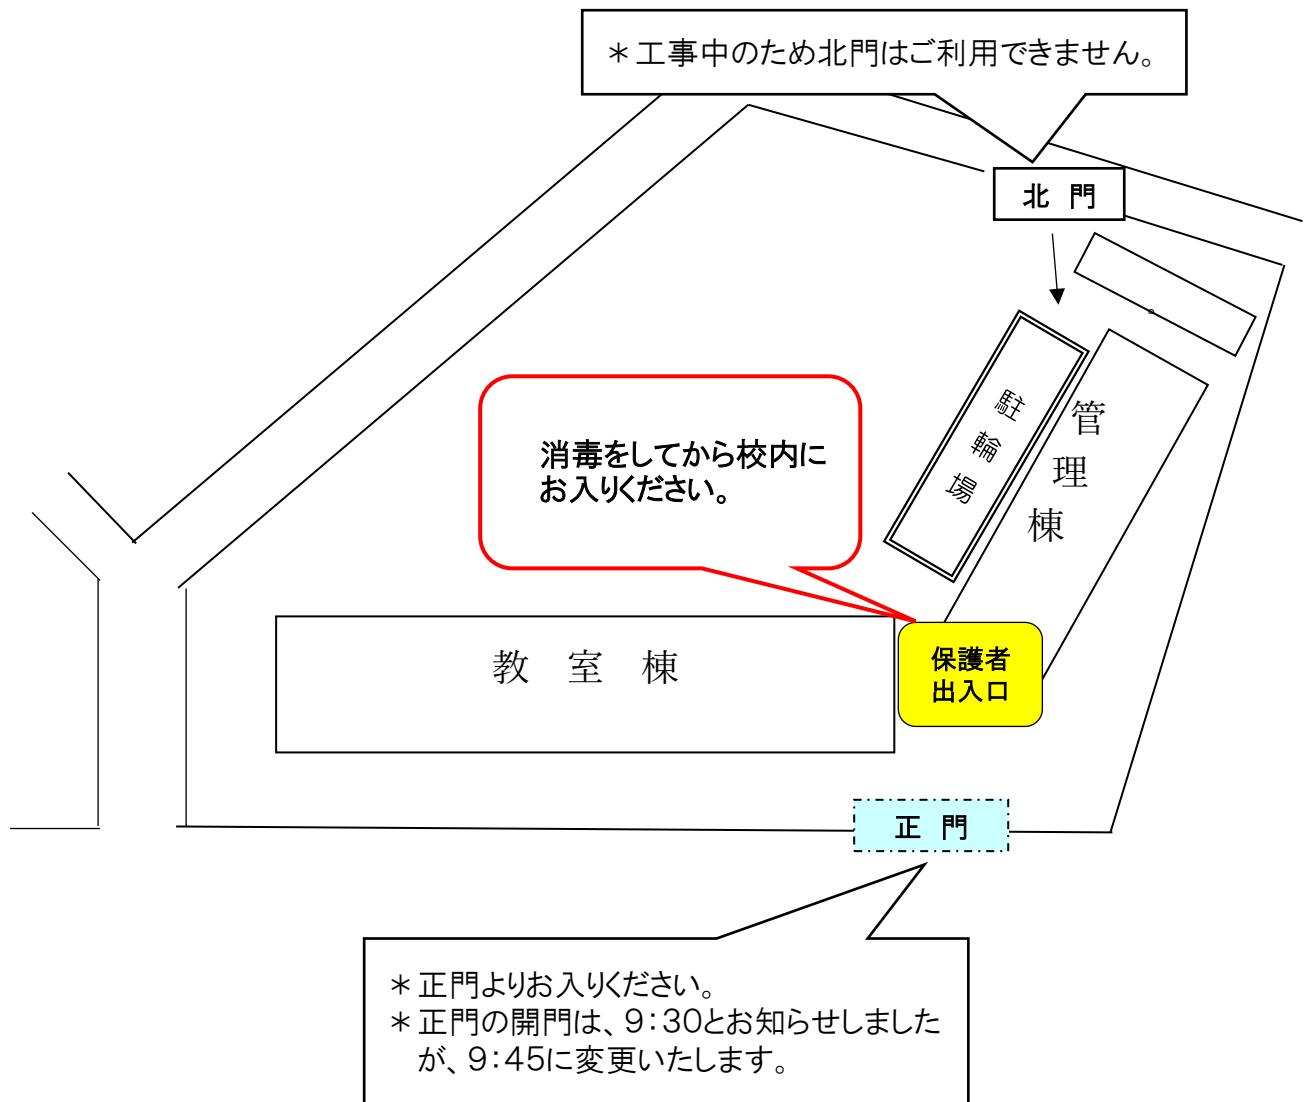 ＊工事中のため北門はご利用できません。
北　門
駐輪場
管理棟
消毒をしてから校内に
お入りください。
教　室　棟
保護者
出入口
正　門
＊正門よりお入りください。
＊正門の開門は、９：３０とお知らせしました
が、９：４５に変更いたします。